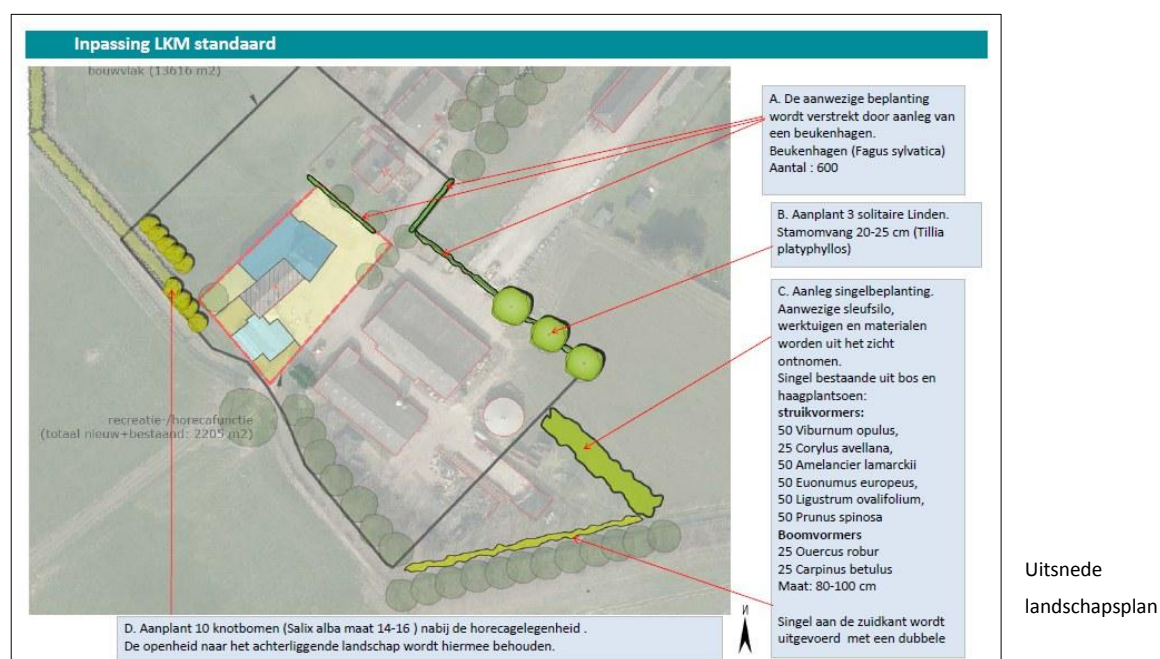 Inpassing LKM standaard
bouwvlak (13616 m2)
recreatie-/horecafunctie
(totaal nieuw+bestaand: 2205 m2)
A. De aanwezige beplanting
wordt verstrekt door aanleg van
een beukenhagen.
Beukenhagen (Fagus sylvatica)
Aantal : 600
B. Aanplant 3 solitaire Linden.
Stamomvang 20-25 cm (Tillia
platyphyllos)
C. Aanleg singelbeplanting.
Aanwezige sleufsilo,
werktuigen en materialen
worden uit het zicht
ontnomen.
Singel bestaande uit bos en
haagplantsoen:
struikvormers:
50 Viburnum opulus,
25 Corylus avellana,
50 Amelancier lamarckii
50 Euonumus europeus,
50 Ligustrum ovalifolium,
50 Prunus spinosa
Boomvormers
25 Ouercus robur
25 Carpinus betulus
Maat: 80-100 cm
Singel aan de zuidkant wordt
uitgevoerd met een dubbele
D. Aanplant 10 knotbomen (Salix alba maat 14-16 ) nabij de horecagelegenheid .
De openheid naar het achterliggende landschap wordt hiermee behouden.
N
Uitsnede
landschapsplan